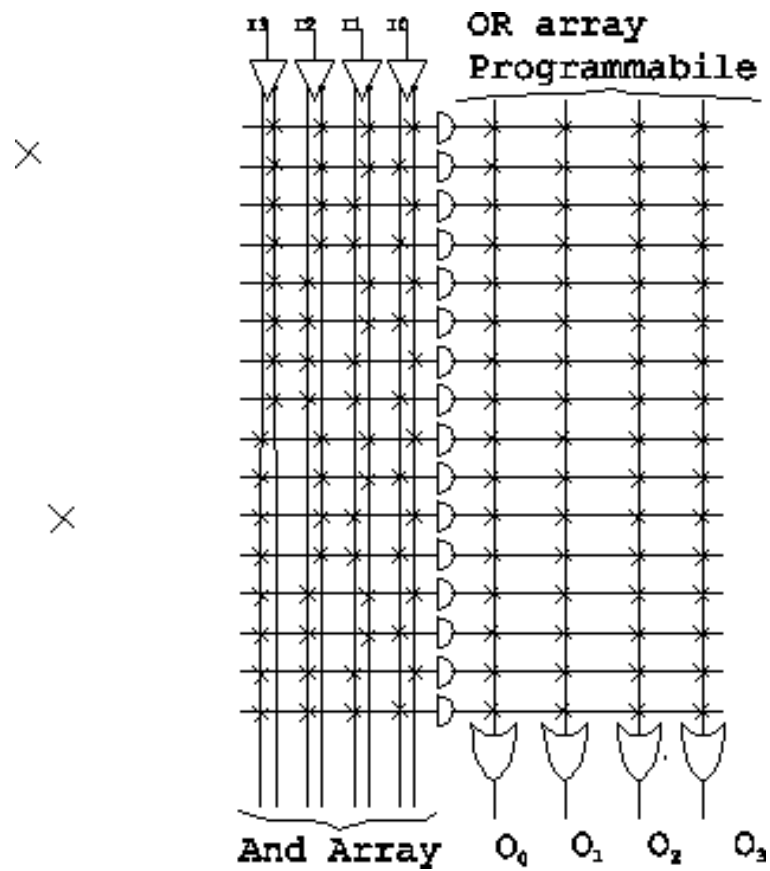 I3 I2 I1 I0
OR array
Programmabile
And Array
O₀ O₁ O₂ O₃